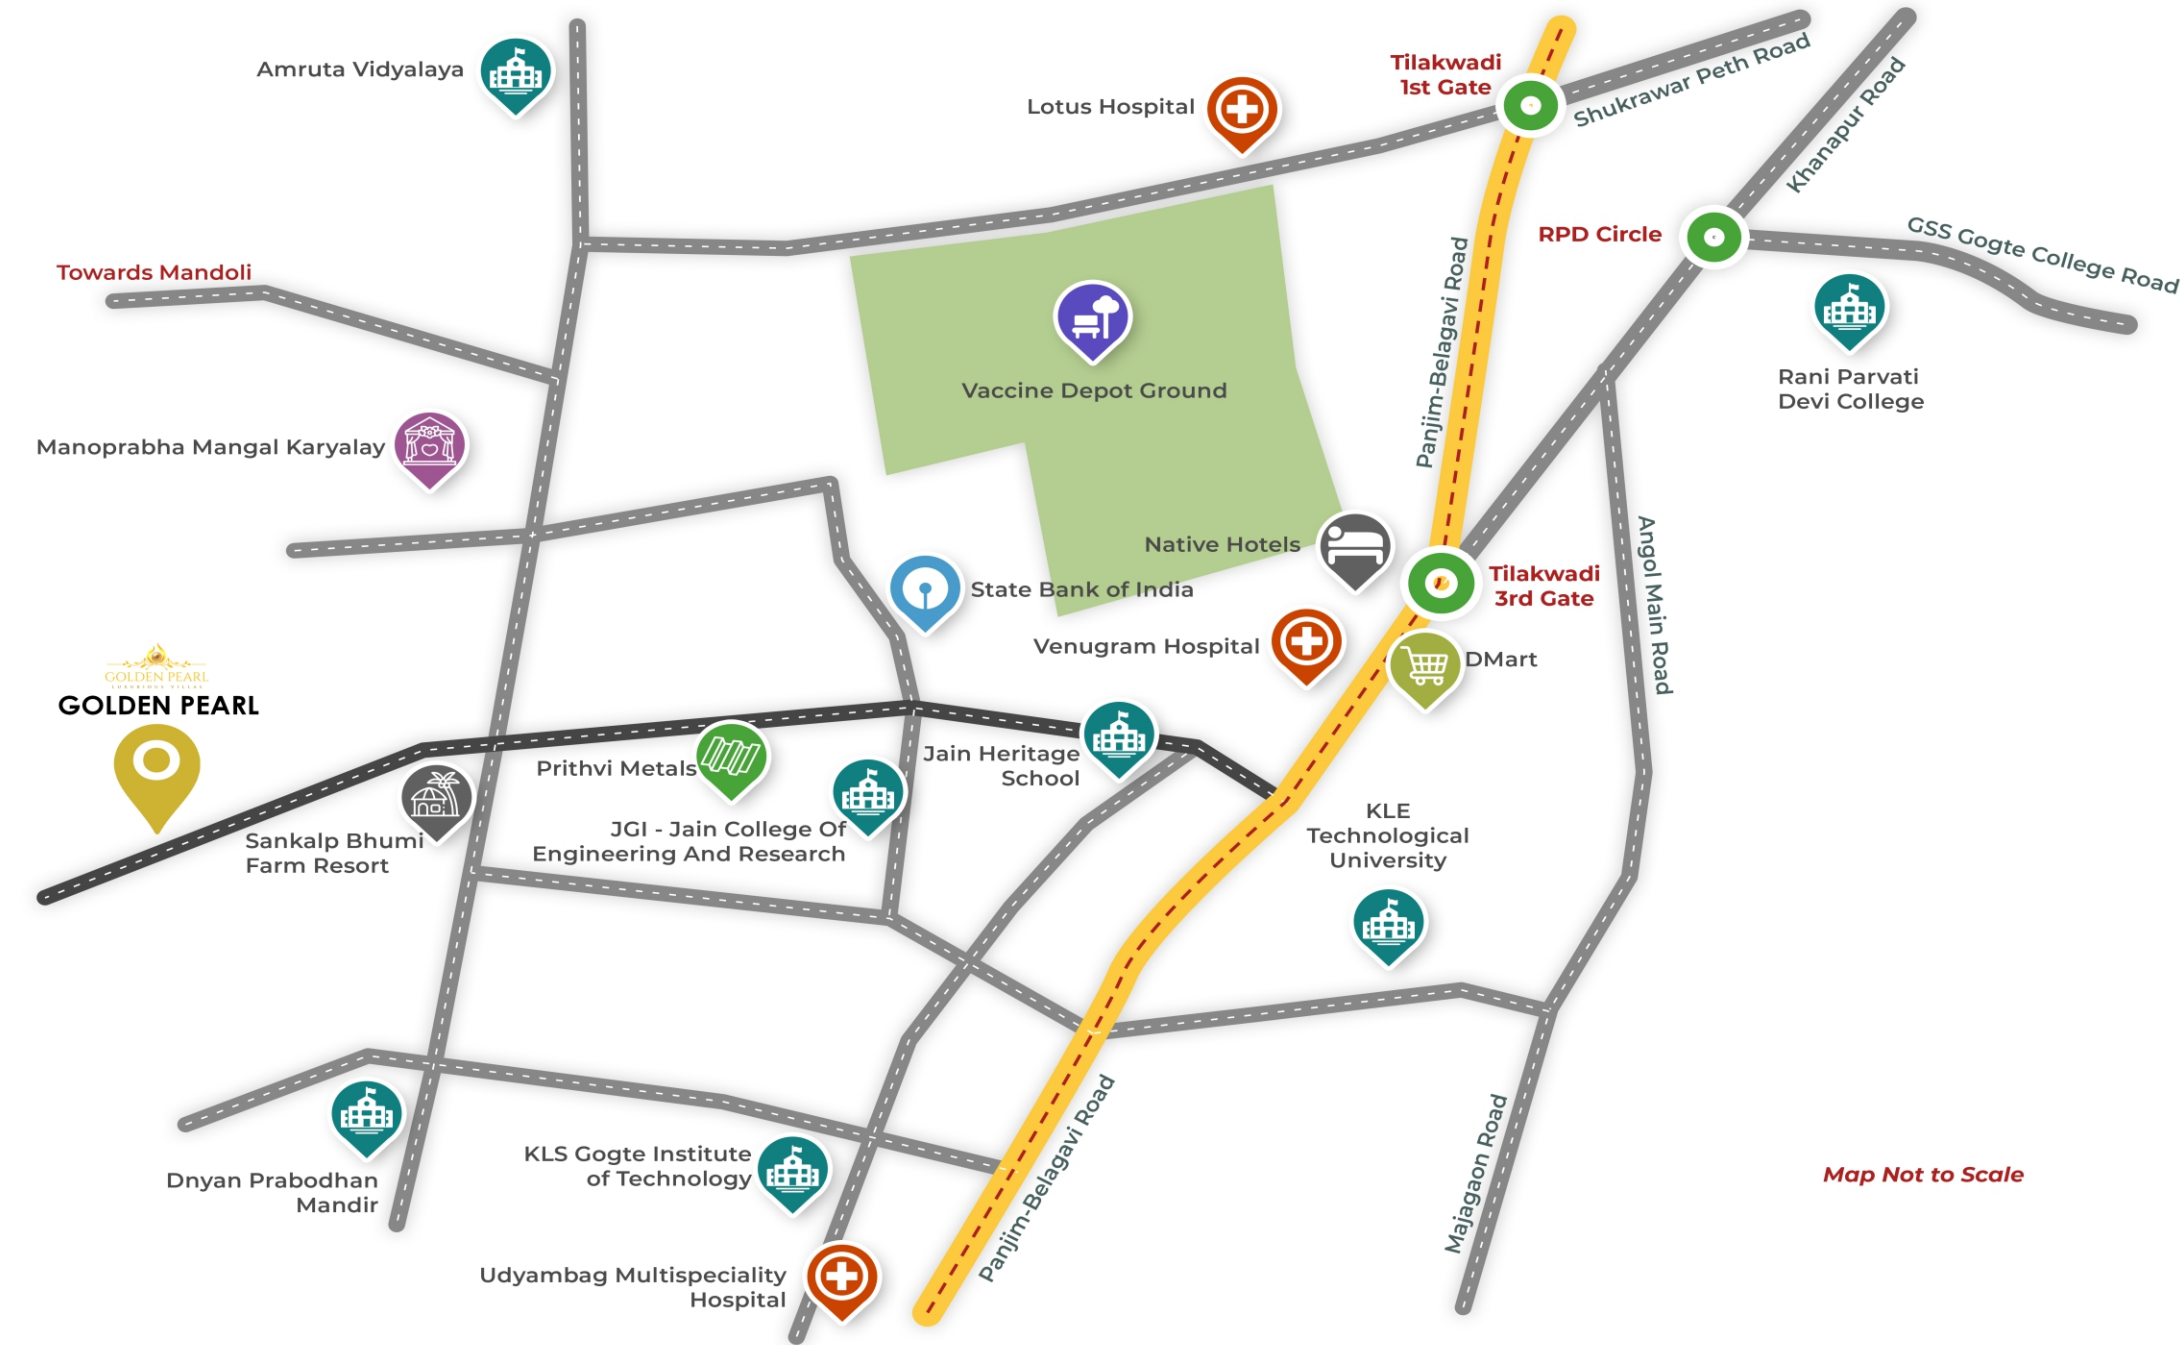 Amruta Vidyalaya
Lotus Hospital
Tilakwadi
1st Gate
Shukrawar Peth Road
Khanapur Road
RPD Circle
GSS Gogte College Road
Towards Mandoli
Panjim-Belagavi Road
Rani Parvati
Devi College
Vaccine Depot Ground
Manoprabha Mangal Karyalay
Native Hotels
State Bank of India
Tilakwadi
3rd Gate
Angol Main Road
Venugram Hospital
DMart
GOLDEN PEARL
GOLDEN PEARL
Prithvi Metals
Jain Heritage
School
Sankalp Bhumi
Farm Resort
JGI - Jain College Of
Engineering And Research
KLE
Technological
University
Dnyan Prabodhan
Mandir
KLS Gogte Institute
of Technology
Panjim-Belagavi Road
Majagaon Road
Map Not to Scale
Udyambag Multispeciality
Hospital